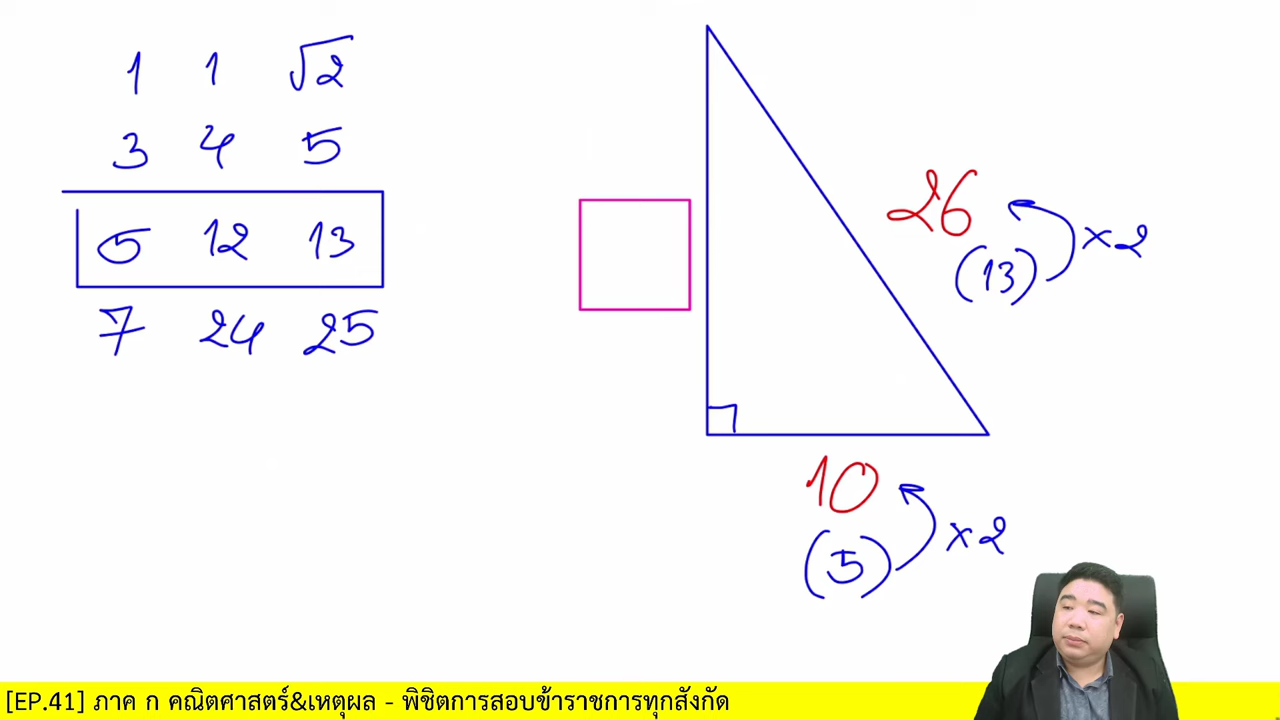 1 1 √2
3 4 5
5 12 13
7 24 25
26
(13) ×2
10
(5) ×2
[EP.41] ภาค ก คณิตศาสตร์&เหตุผล - พิชิตการสอบข้าราชการทุกสังกัด